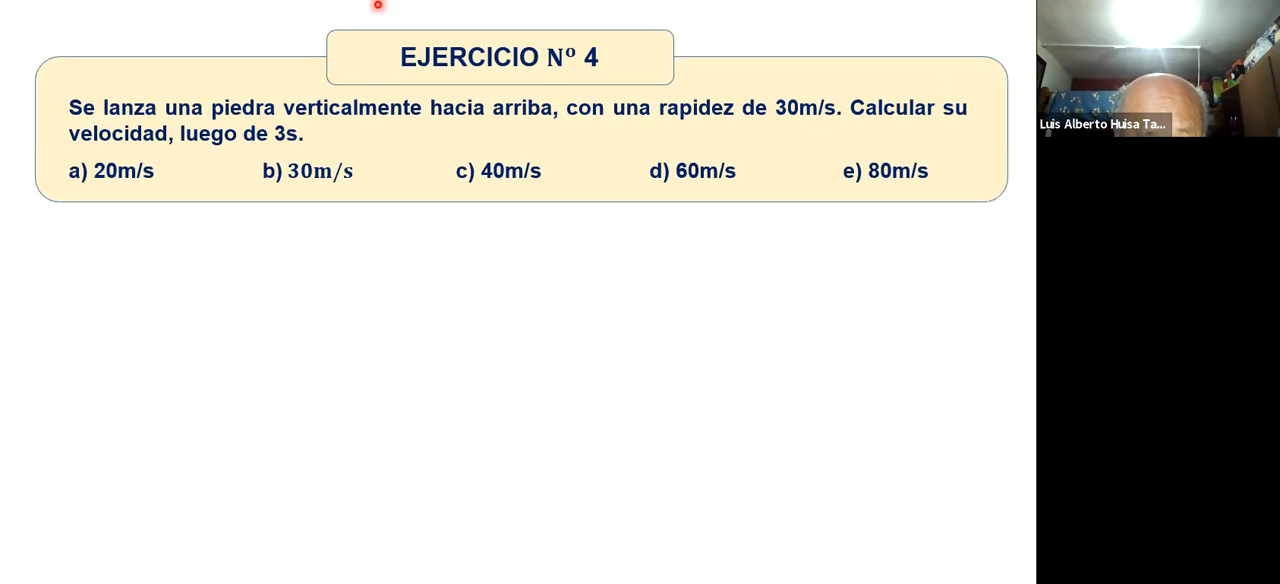 EJERCICIO Nº 4
Se lanza una piedra verticalmente hacia arriba, con una rapidez de 30m/s. Calcular su
velocidad, luego de 3s.
a) 20m/s b) 30m/s c) 40m/s d) 60m/s e) 80m/s
Luis Alberto Huisa Ta...